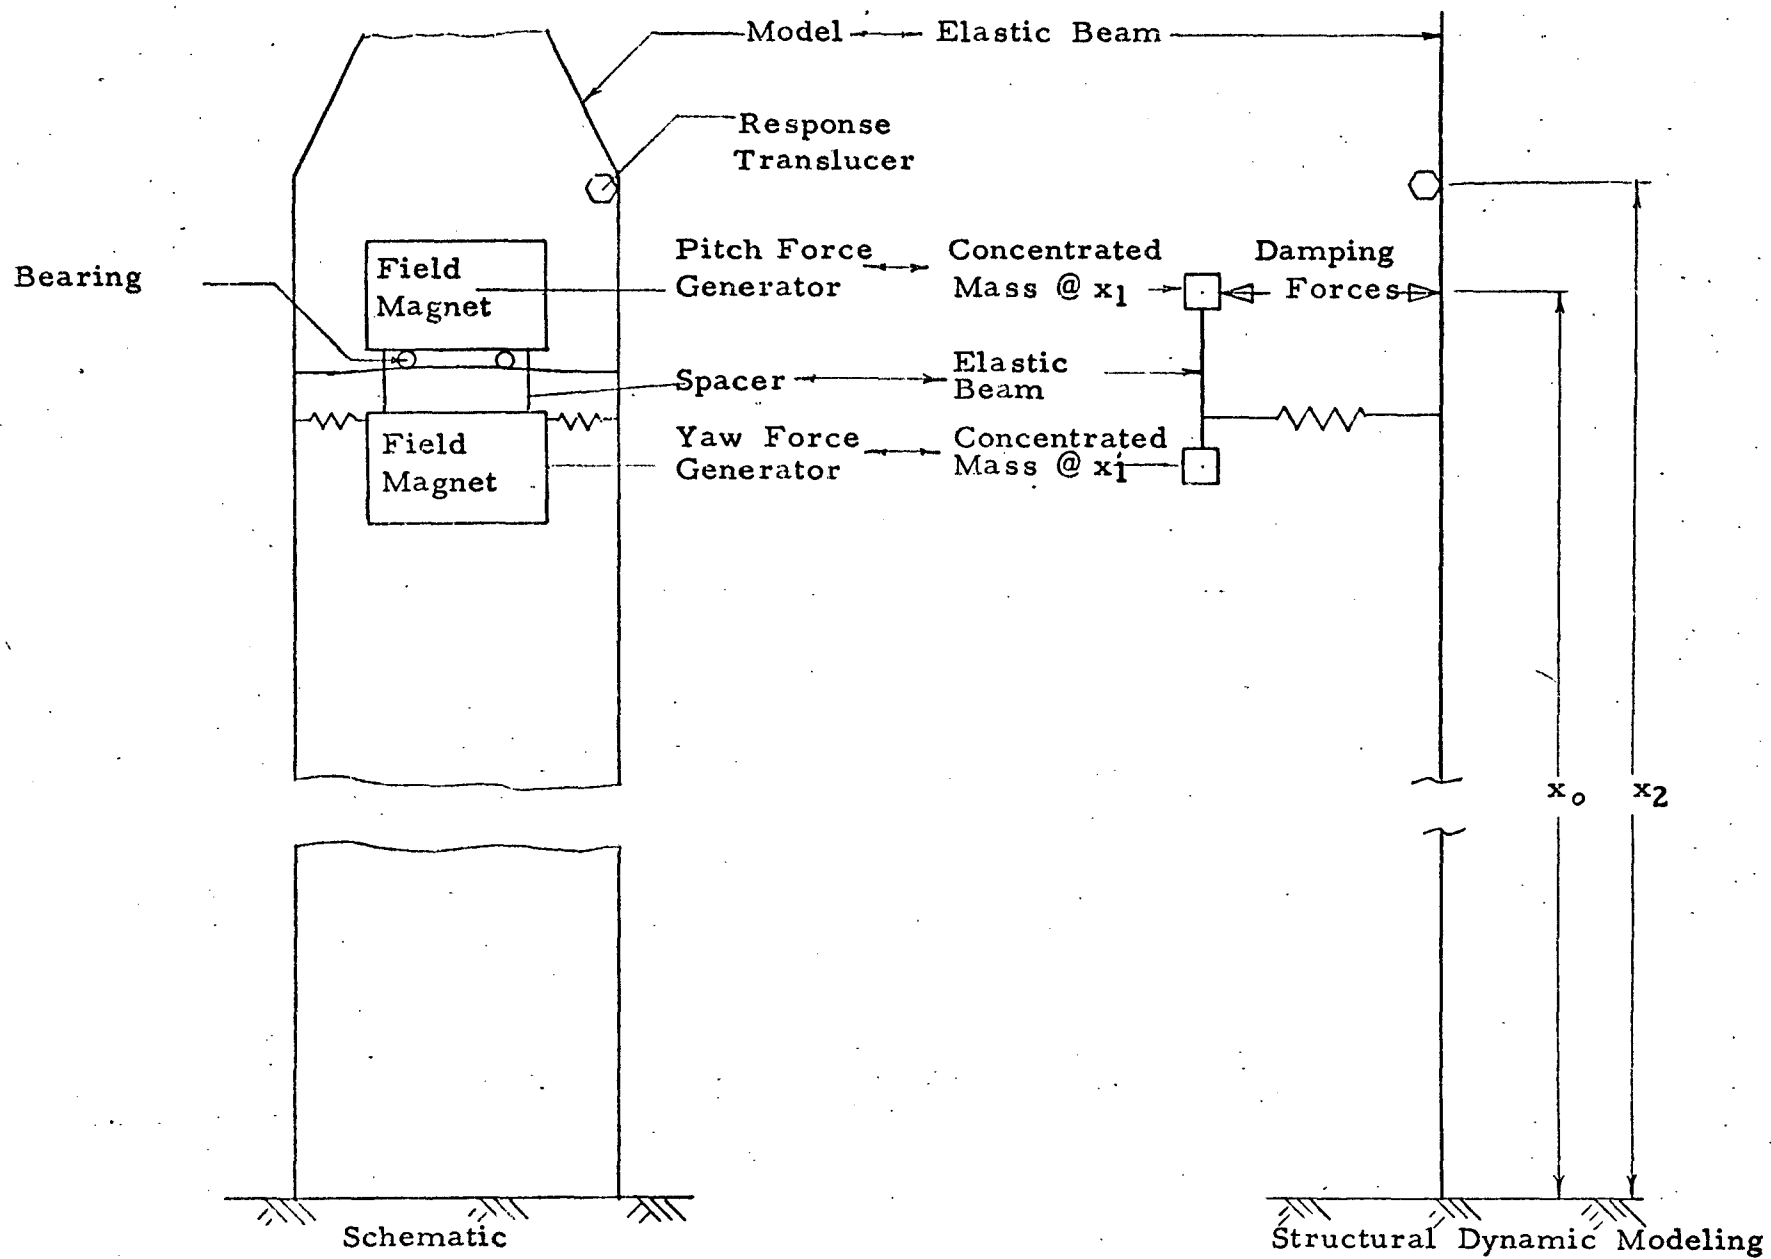 Model
Elastic Beam
Response
Translucer
Bearing
Field
Magnet
Pitch Force
Generator
Concentrated
Mass @ x1
Damping
Forces
Spacer
Elastic
Beam
Field
Magnet
Yaw Force
Generator
Concentrated
Mass @ x1
xo
x2
Schematic
Structural Dynamic Modeling